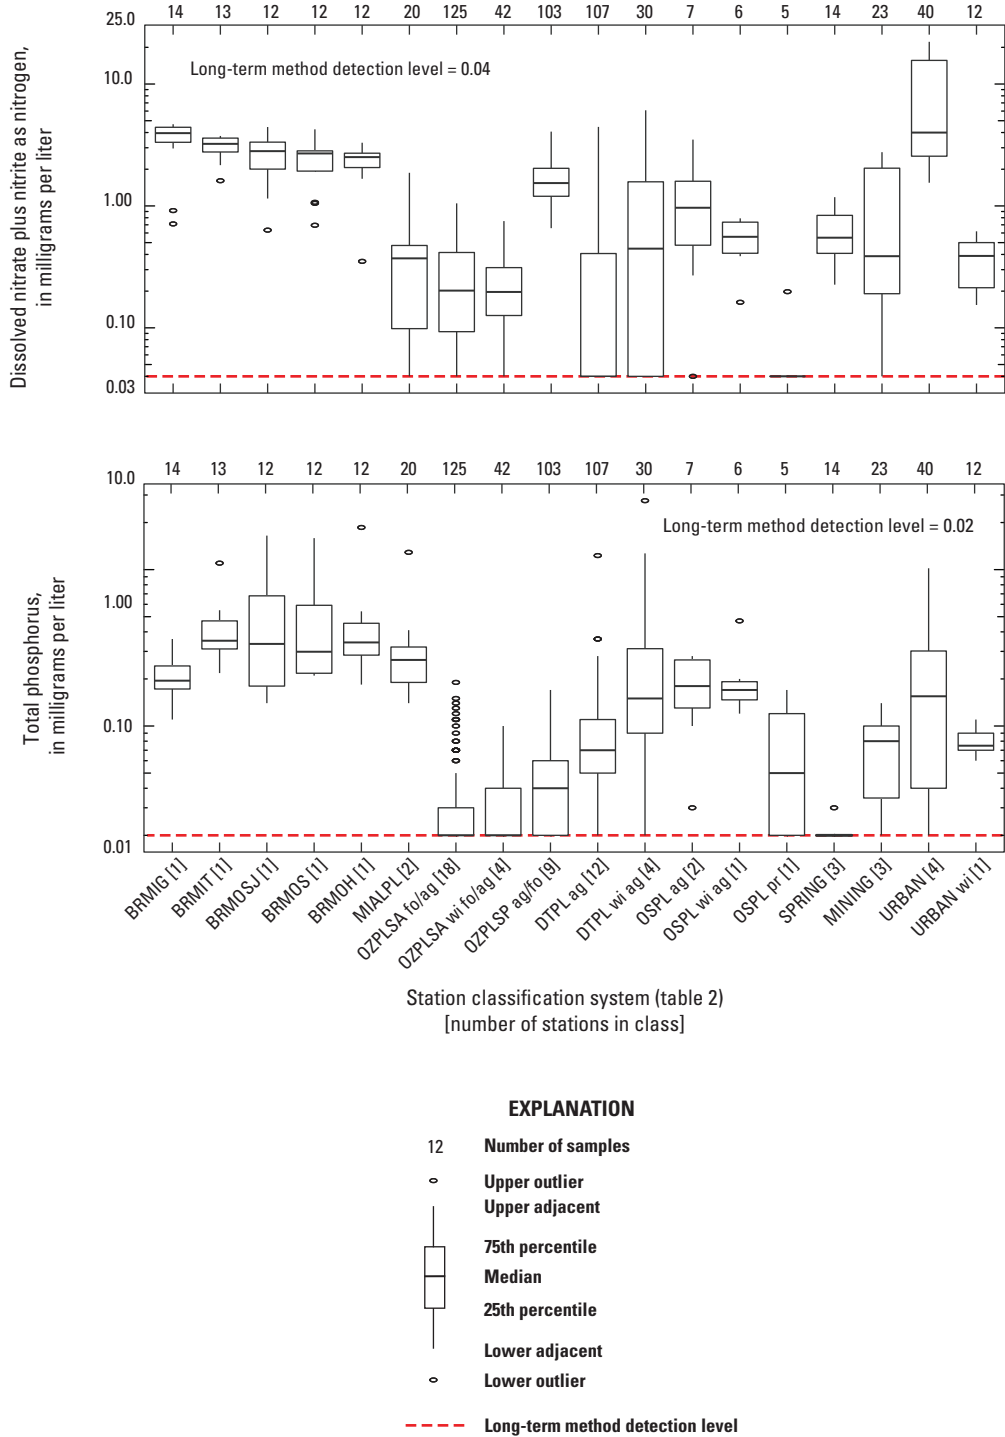 14 13 12 12 12 20 125 42 103 107 30 7 6 5 14 23 40 12
25.0
10.0
1.00
0.10
0.03
Dissolved nitrate plus nitrite as nitrogen,
in milligrams per liter
Long-term method detection level = 0.04
14 13 12 12 12 20 125 42 103 107 30 7 6 5 14 23 40 12
10.0
1.00
0.10
0.01
Total phosphorus,
in milligrams per liter
Long-term method detection level = 0.02
BRMIG [1]
BRMIT [1]
BRMOSJ [1]
BRMOS [1]
BRMOH [1]
MIALPL [2]
OZPLSA fo/ag [18]
OZPLSA wi fo/ag [4]
OZPLSP ag/fo [9]
DTPL ag [12]
DTPL wi ag [4]
OSPL ag [2]
OSPL wi ag [1]
OSPL pr [1]
SPRING [3]
MINING [3]
URBAN [4]
URBAN wi [1]
Station classification system (table 2)
[number of stations in class]
EXPLANATION
12 Number of samples
Upper outlier
Upper adjacent
75th percentile
Median
25th percentile
Lower adjacent
Lower outlier
Long-term method detection level